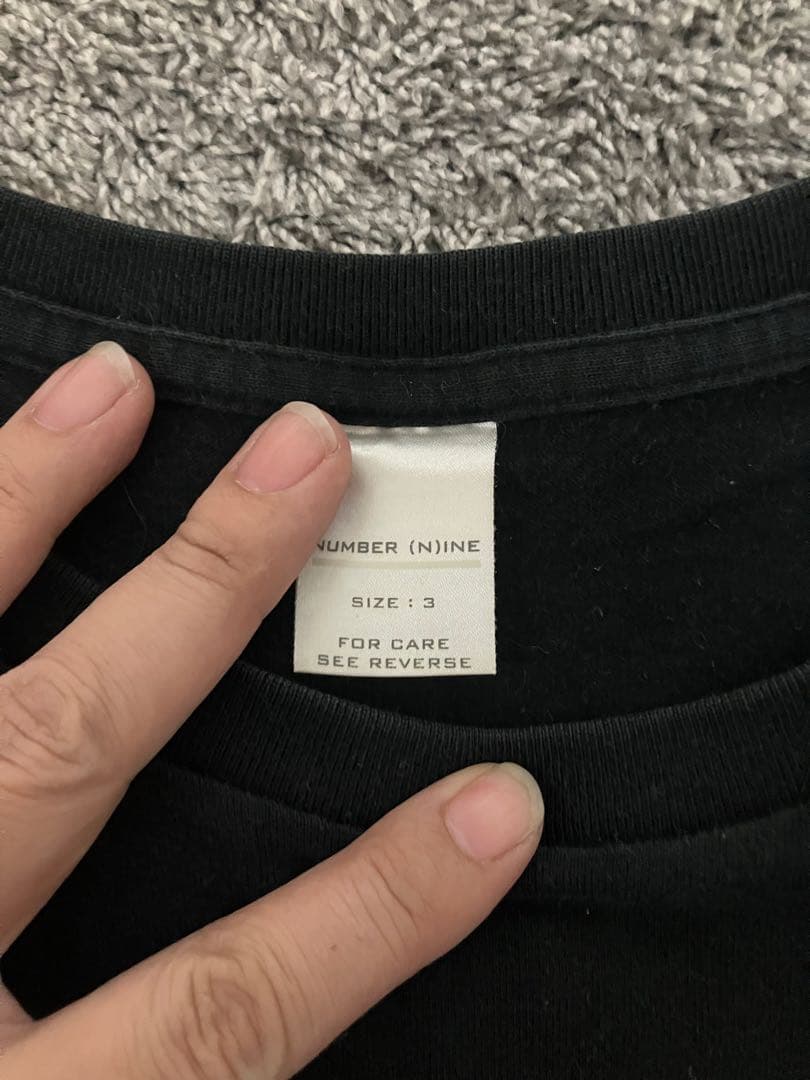 NUMBER (N)INE
SIZE : 3
FOR CARE
SEE REVERSE